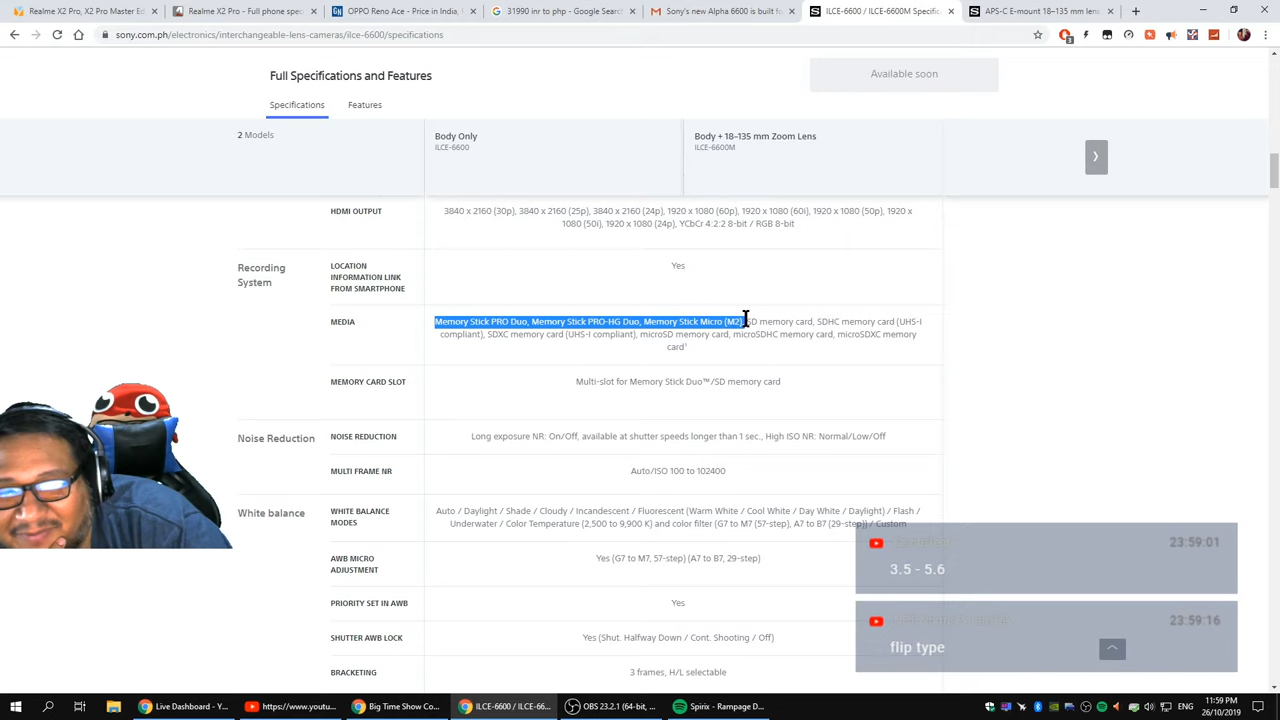 Realme X2 Pro - X2 Pro Master Edi
Realme X2 Pro - Full specificat
OPPO Reno Ace - Price in India,
31990 inr to php - Google Sear
Sony's new Alpha 6600 is built fo
ILCE-6600 / ILCE-6600M Specific
APS-C E-mount 18–135 mm lens
sony.com.ph/electronics/interchangeable-lens-cameras/ilce-6600/specifications
3
Full Specifications and Features
Available soon
Specifications
Features
2 Models
Body Only
ILCE-6600
Body + 18–135 mm Zoom Lens
ILCE-6600M
HDMI OUTPUT
3840 x 2160 (30p), 3840 x 2160 (25p), 3840 x 2160 (24p), 1920 x 1080 (60p), 1920 x 1080 (60i), 1920 x 1080 (50p), 1920 x
1080 (50i), 1920 x 1080 (24p), YCbCr 4:2:2 8-bit / RGB 8-bit
Recording
System
LOCATION
INFORMATION LINK
FROM SMARTPHONE
Yes
MEDIA
Memory Stick PRO Duo, Memory Stick PRO-HG Duo, Memory Stick Micro (M2), SD memory card, SDHC memory card (UHS-I
compliant), SDXC memory card (UHS-I compliant), microSD memory card, microSDHC memory card, microSDXC memory
card¹
MEMORY CARD SLOT
Multi-slot for Memory Stick Duo™/SD memory card
Noise Reduction
NOISE REDUCTION
Long exposure NR: On/Off, available at shutter speeds longer than 1 sec., High ISO NR: Normal/Low/Off
MULTI FRAME NR
Auto/ISO 100 to 102400
White balance
WHITE BALANCE
MODES
Auto / Daylight / Shade / Cloudy / Incandescent / Fluorescent (Warm White / Cool White / Day White / Daylight) / Flash /
Underwater / Color Temperature (2,500 to 9,900 K) and color filter (G7 to M7 (57-step), A7 to B7 (29-step)) / Custom
AWB MICRO
ADJUSTMENT
Yes (G7 to M7, 57-step) (A7 to B7, 29-step)
PRIORITY SET IN AWB
Yes
SHUTTER AWB LOCK
Yes (Shut. Halfway Down / Cont. Shooting / Off)
BRACKETING
3 frames, H/L selectable
23:59:01
3.5 - 5.6
23:59:16
flip type
Live Dashboard - Y...
https://www.youtu...
Big Time Show Co...
ILCE-6600 / ILCE-66...
OBS 23.2.1 (64-bit, ...
Spirix - Rampage D...
11:59 PM
26/10/2019